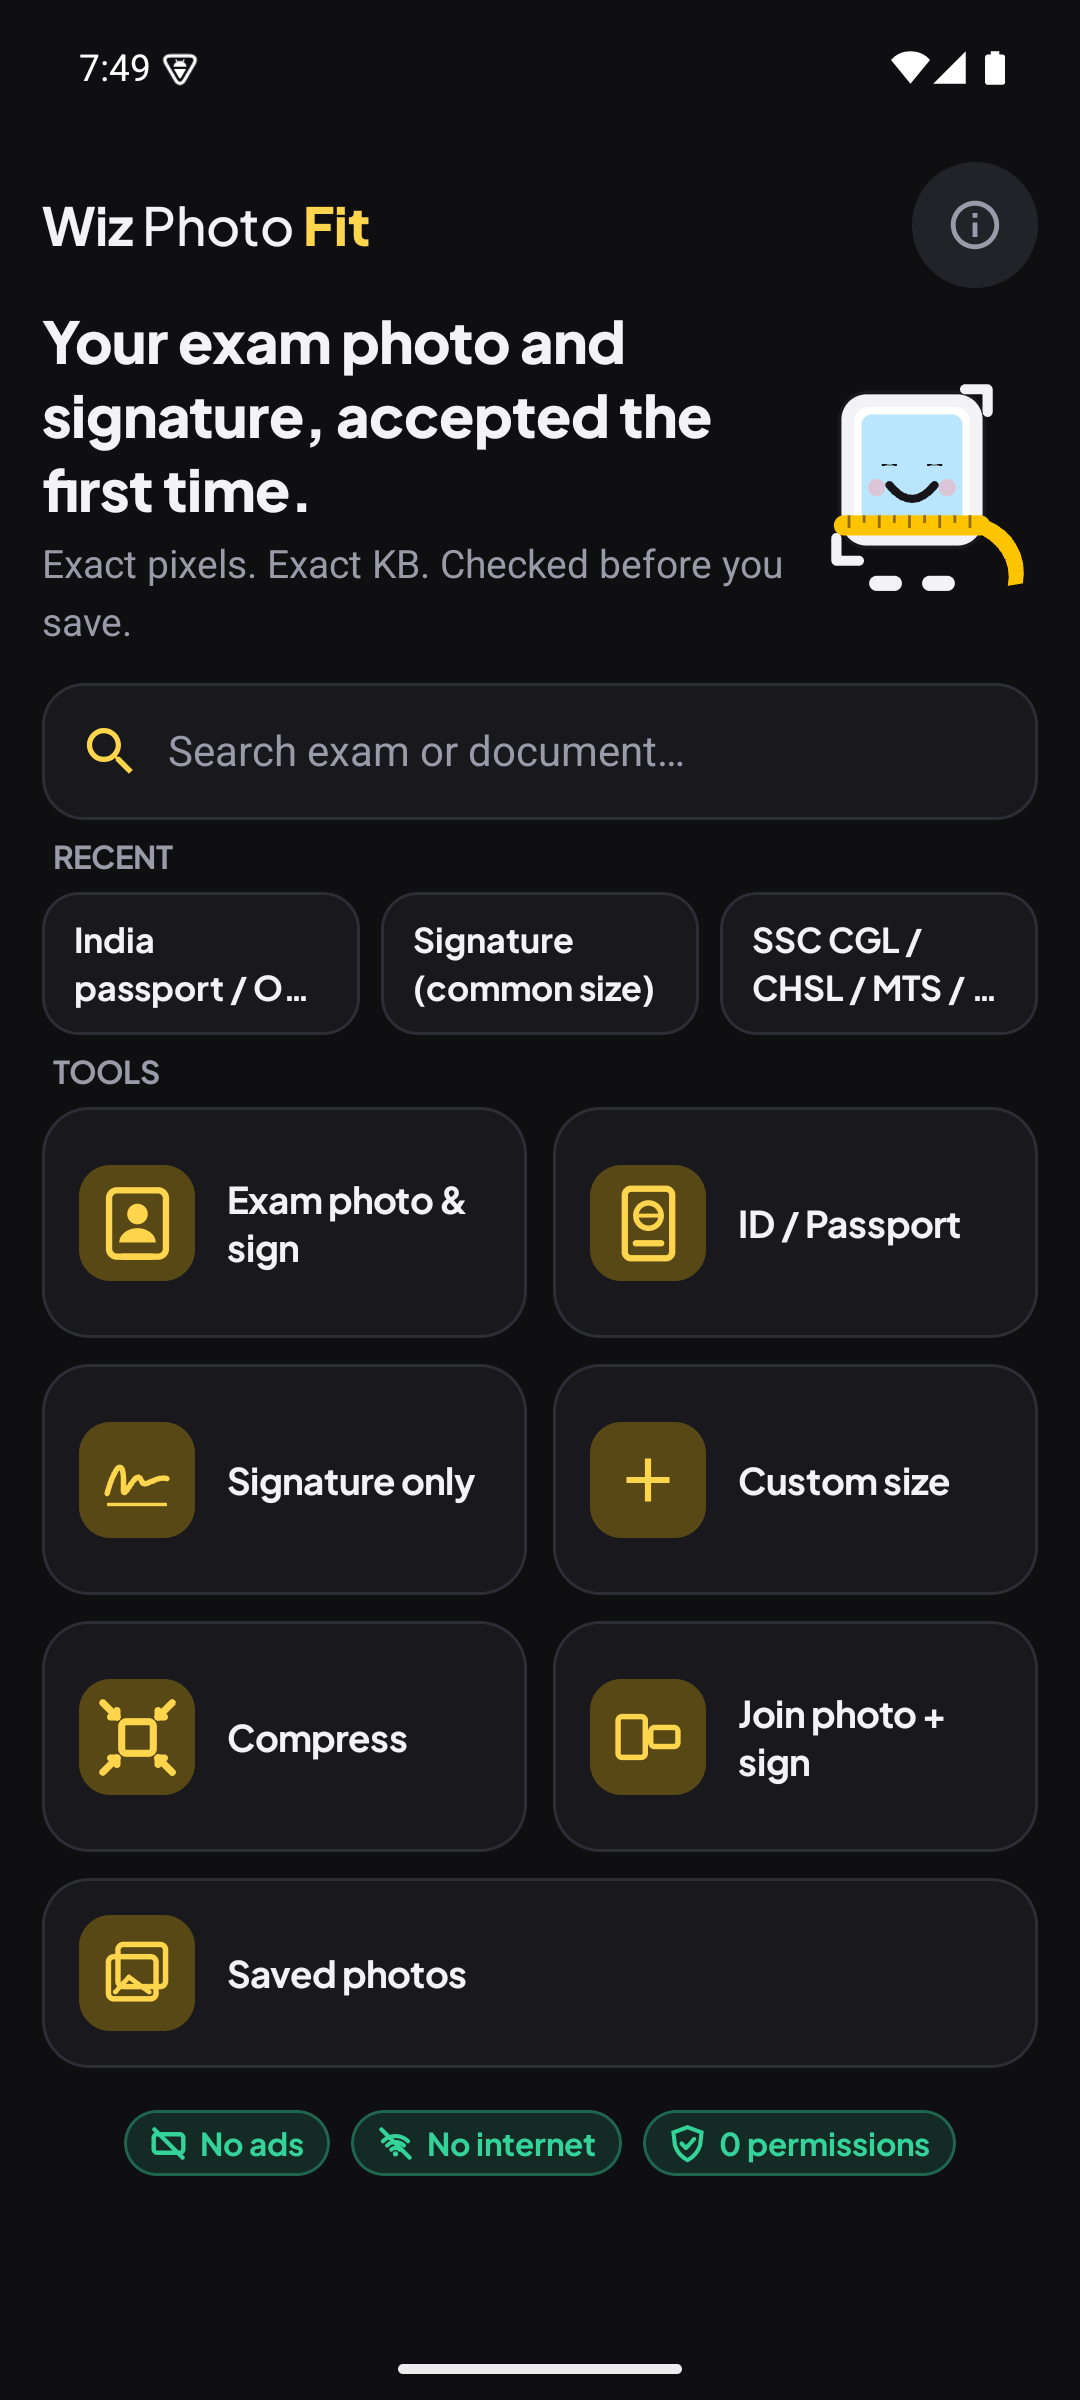 7:49
Wiz Photo Fit
Your exam photo and
signature, accepted the
first time.
Exact pixels. Exact KB. Checked before you
save.
Search exam or document...
RECENT
India
passport / O...
Signature
(common size)
SSC CGL /
CHSL / MTS / ...
TOOLS
Exam photo &
sign
ID / Passport
Signature only
Custom size
Compress
Join photo +
sign
Saved photos
No ads
No internet
0 permissions